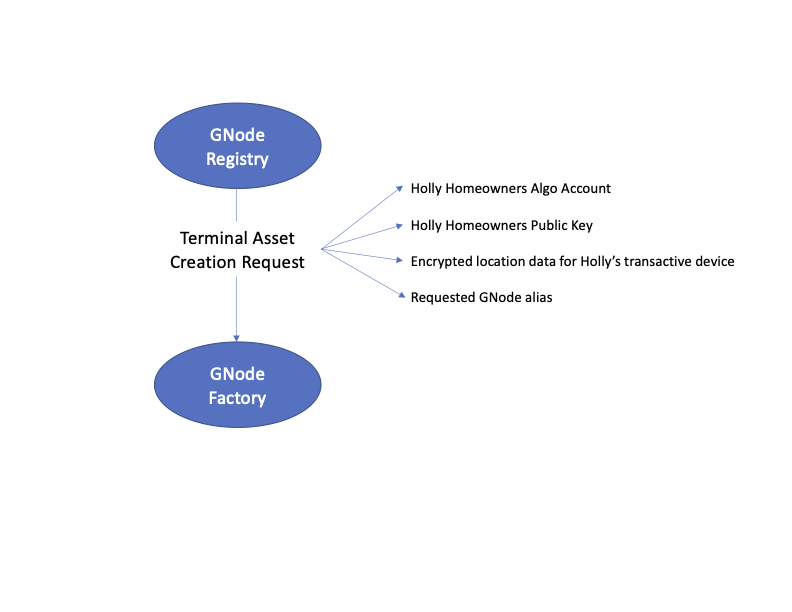 GNode
Registry
Terminal Asset
Creation Request
Holly Homeowners Algo Account
Holly Homeowners Public Key
Encrypted location data for Holly’s transactive device
Requested GNode alias
GNode
Factory